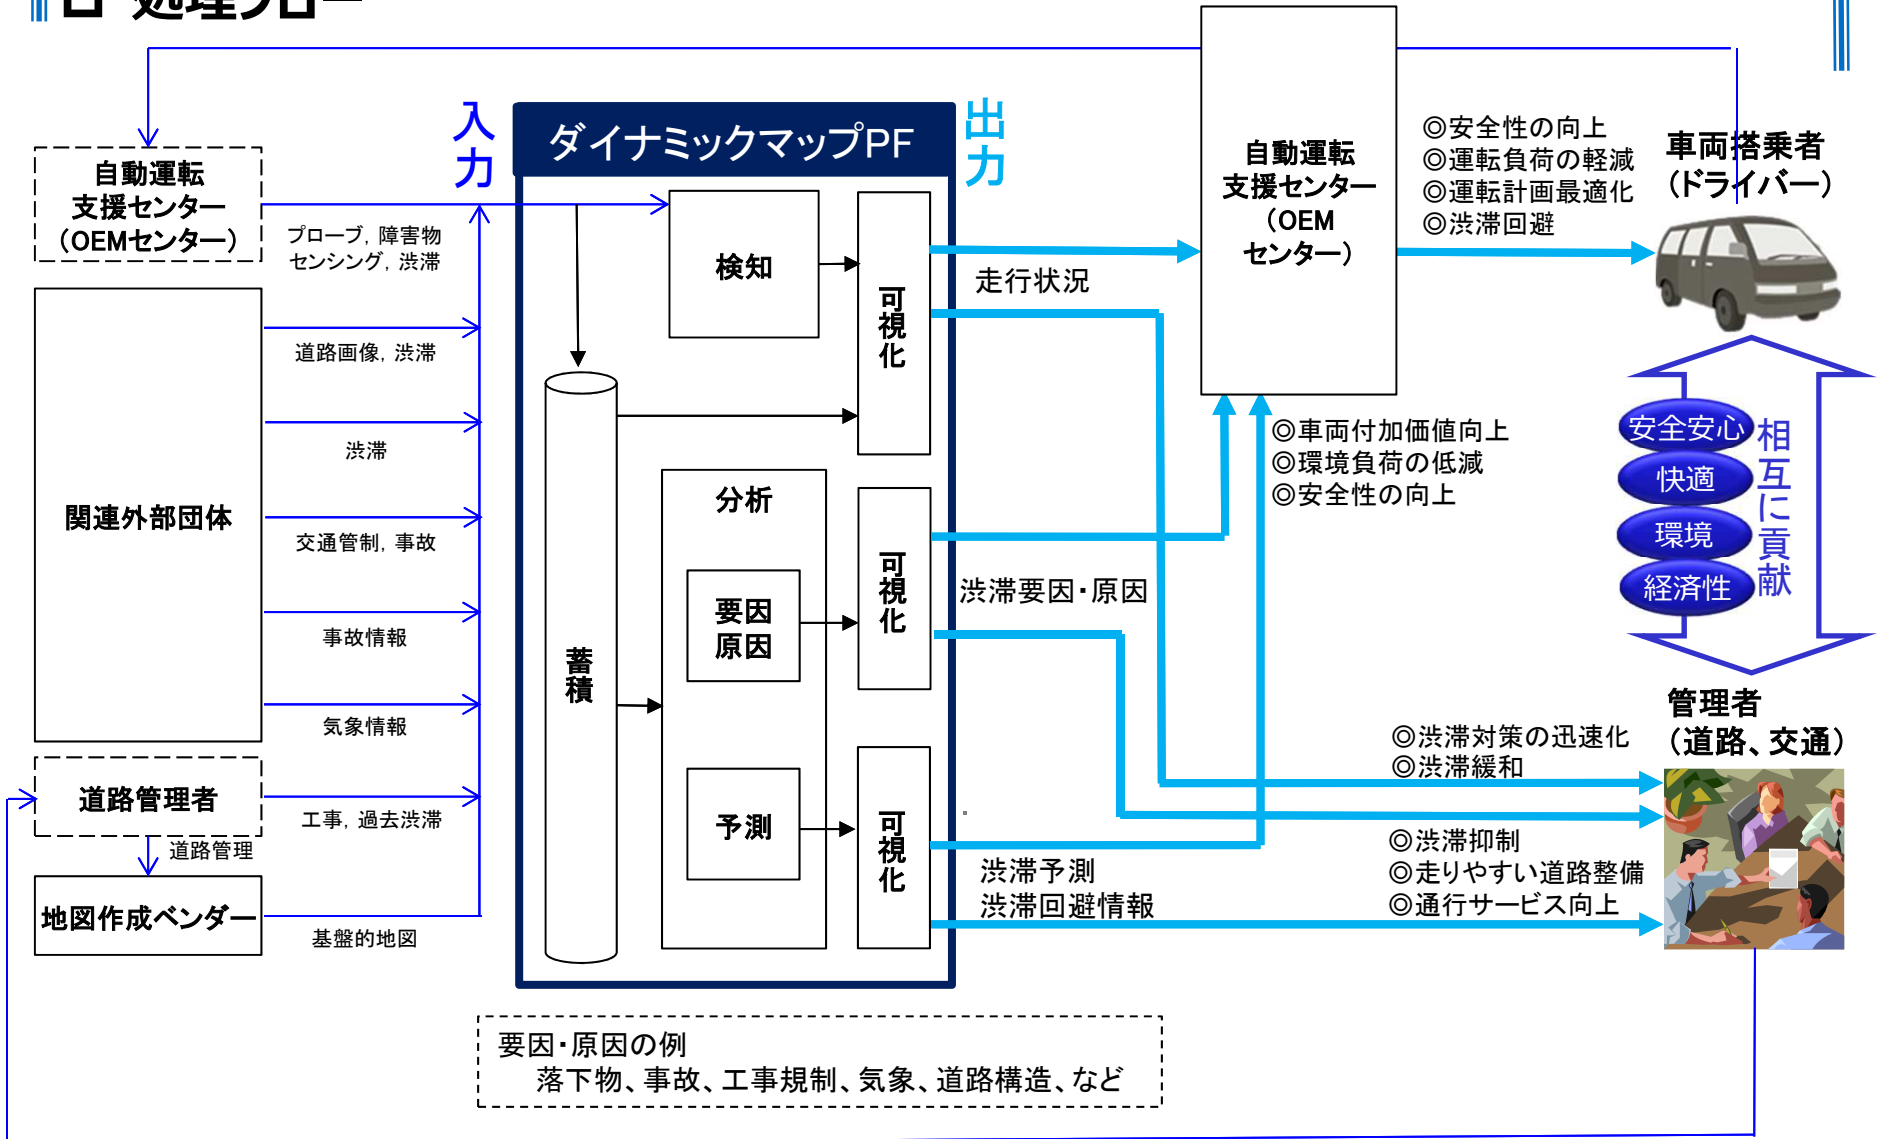 ロ 処理フロー
入力
ダイナミックマップPF
出力
自動運転
支援センター
(OEMセンター)
プローブ, 障害物
センシング, 渋滞
関連外部団体
道路画像, 渋滞
渋滞
交通管制, 事故
事故情報
気象情報
道路管理者
工事, 過去渋滞
道路管理
地図作成ベンダー
基盤的地図
検知
可視化
蓄積
分析
要因
原因
可視化
予測
可視化
走行状況
渋滞要因・原因
渋滞予測
渋滞回避情報
自動運転
支援センター
(OEM
センター)
◎安全性の向上
◎運転負荷の軽減
◎運転計画最適化
◎渋滞回避
車両搭乗者
(ドライバー)
◎車両付加価値向上
◎環境負荷の低減
◎安全性の向上
安全安心
快適
環境
経済性
相互に貢献
管理者
(道路、交通)
◎渋滞対策の迅速化
◎渋滞緩和
◎渋滞抑制
◎走りやすい道路整備
◎通行サービス向上
要因・原因の例
落下物、事故、工事規制、気象、道路構造、など